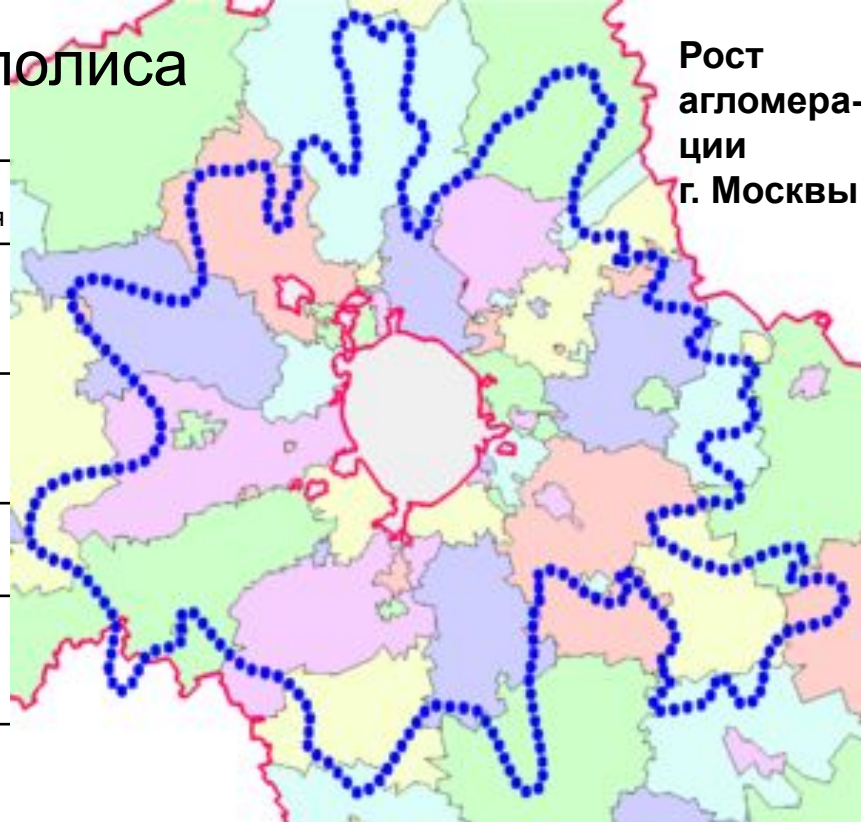 полиса
я
Рост
агломера-
ции
г. Москвы